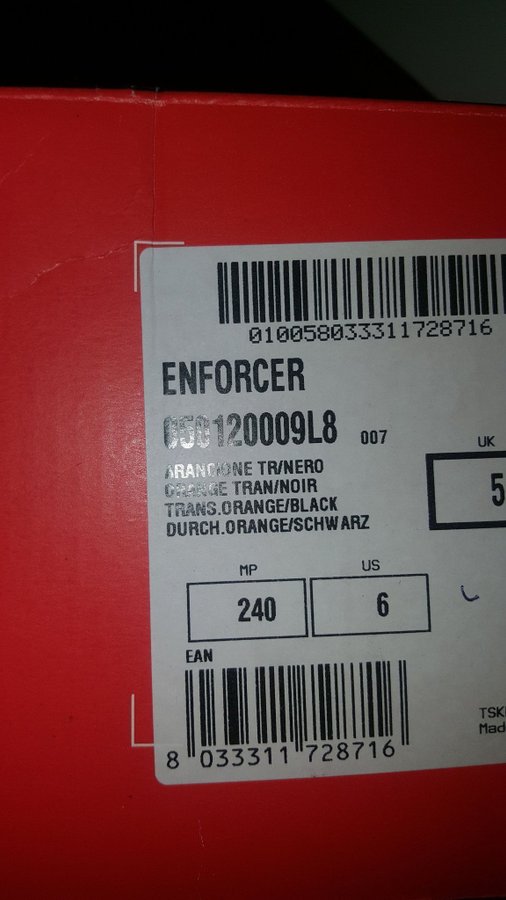 010058033311728716
ENFORCER
050120009L8 007
ARANCIONE TR/NERO
ORANGE TRAN/NOIR
TRANS.ORANGE/BLACK
DURCH.ORANGE/SCHWARZ
UK
5
MP US
240 6
EAN
8 033311 728716